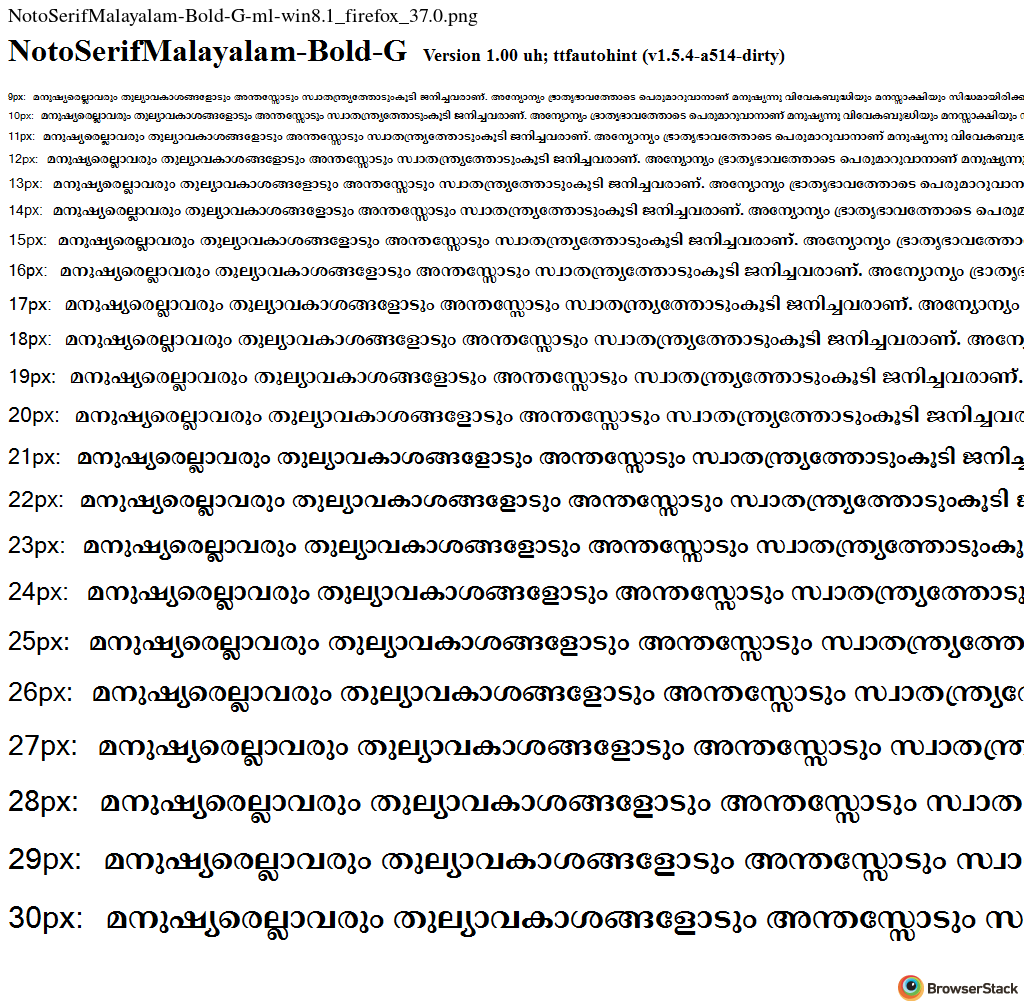 NotoSerifMalayalam-Bold-G-ml-win8.1_firefox_37.0.png
NotoSerifMalayalam-Bold-G Version 1.00 uh; ttfautohint (v1.5.4-a514-dirty)
9px: മനുഷ്യരെല്ലാവരും തുല്യാവകാശങ്ങളോടും അന്തസ്സോടും സ്വാതന്ത്ര്യത്തോടുംകൂടി ജനിച്ചവരാണ്. അന്യോന്യം ഭ്രാതൃഭാവത്തോടെ പെരുമാറുവാനാണ് മനുഷ്യന്നു വിവേകബുദ്ധിയും മനസ്സാക്ഷിയും സിദ്ധമായിരിക്ക
10px: മനുഷ്യരെല്ലാവരും തുല്യാവകാശങ്ങളോടും അന്തസ്സോടും സ്വാതന്ത്ര്യത്തോടുംകൂടി ജനിച്ചവരാണ്. അന്യോന്യം ഭ്രാതൃഭാവത്തോടെ പെരുമാറുവാനാണ് മനുഷ്യന്നു വിവേകബുദ്ധിയും മനസ്സാക്ഷിയും
11px: മനുഷ്യരെല്ലാവരും തുല്യാവകാശങ്ങളോടും അന്തസ്സോടും സ്വാതന്ത്ര്യത്തോടുംകൂടി ജനിച്ചവരാണ്. അന്യോന്യം ഭ്രാതൃഭാവത്തോടെ പെരുമാറുവാനാണ് മനുഷ്യന്നു
12px: മനുഷ്യരെല്ലാവരും തുല്യാവകാശങ്ങളോടും അന്തസ്സോടും സ്വാതന്ത്ര്യത്തോടുംകൂടി ജനിച്ചവരാണ്. അന്യോന്യം ഭ്രാതൃഭാവത്തോടെ പെരുമാറുവാനാണ് മനുഷ്യന്നു
13px: മനുഷ്യരെല്ലാവരും തുല്യാവകാശങ്ങളോടും അന്തസ്സോടും സ്വാതന്ത്ര്യത്തോടുംകൂടി ജനിച്ചവരാണ്. അന്യോന്യം ഭ്രാതൃഭാവത്തോടെ പെരുമാറുവാന
14px: മനുഷ്യരെല്ലാവരും തുല്യാവകാശങ്ങളോടും അന്തസ്സോടും സ്വാതന്ത്ര്യത്തോടുംകൂടി ജനിച്ചവരാണ്. അന്യോന്യം ഭ്രാതൃഭാവത്തോടെ പെരുമ
15px: മനുഷ്യരെല്ലാവരും തുല്യാവകാശങ്ങളോടും അന്തസ്സോടും സ്വാതന്ത്ര്യത്തോടുംകൂടി ജനിച്ചവരാണ്. അന്യോന്യം ഭ്രാതൃഭാവത്തോ
16px: മനുഷ്യരെല്ലാവരും തുല്യാവകാശങ്ങളോടും അന്തസ്സോടും സ്വാതന്ത്ര്യത്തോടുംകൂടി ജനിച്ചവരാണ്. അന്യോന്യം ഭ്രാതൃഭ
17px: മനുഷ്യരെല്ലാവരും തുല്യാവകാശങ്ങളോടും അന്തസ്സോടും സ്വാതന്ത്ര്യത്തോടുംകൂടി ജനിച്ചവരാണ്. അന്യോന്യം
18px: മനുഷ്യരെല്ലാവരും തുല്യാവകാശങ്ങളോടും അന്തസ്സോടും സ്വാതന്ത്ര്യത്തോടുംകൂടി ജനിച്ചവരാണ്. അന്യേ
19px: മനുഷ്യരെല്ലാവരും തുല്യാവകാശങ്ങളോടും അന്തസ്സോടും സ്വാതന്ത്ര്യത്തോടുംകൂടി ജനിച്ചവരാണ്.
20px: മനുഷ്യരെല്ലാവരും തുല്യാവകാശങ്ങളോടും അന്തസ്സോടും സ്വാതന്ത്ര്യത്തോടുംകൂടി ജനിച്ചവര
21px: മനുഷ്യരെല്ലാവരും തുല്യാവകാശങ്ങളോടും അന്തസ്സോടും സ്വാതന്ത്ര്യത്തോടുംകൂടി ജനിച്ച
22px: മനുഷ്യരെല്ലാവരും തുല്യാവകാശങ്ങളോടും അന്തസ്സോടും സ്വാതന്ത്ര്യത്തോടുംകൂടി
23px: മനുഷ്യരെല്ലാവരും തുല്യാവകാശങ്ങളോടും അന്തസ്സോടും സ്വാതന്ത്ര്യത്തോടുംകൂ
24px: മനുഷ്യരെല്ലാവരും തുല്യാവകാശങ്ങളോടും അന്തസ്സോടും സ്വാതന്ത്ര്യത്തോടു
25px: മനുഷ്യരെല്ലാവരും തുല്യാവകാശങ്ങളോടും അന്തസ്സോടും സ്വാതന്ത്ര്യത്തോ
26px: മനുഷ്യരെല്ലാവരും തുല്യാവകാശങ്ങളോടും അന്തസ്സോടും സ്വാതന്ത്ര്യ
27px: മനുഷ്യരെല്ലാവരും തുല്യാവകാശങ്ങളോടും അന്തസ്സോടും സ്വാതന്ത്ര
28px: മനുഷ്യരെല്ലാവരും തുല്യാവകാശങ്ങളോടും അന്തസ്സോടും സ്വാത
29px: മനുഷ്യരെല്ലാവരും തുല്യാവകാശങ്ങളോടും അന്തസ്സോടും സ്വാ
30px: മനുഷ്യരെല്ലാവരും തുല്യാവകാശങ്ങളോടും അന്തസ്സോടും സ
BrowserStack